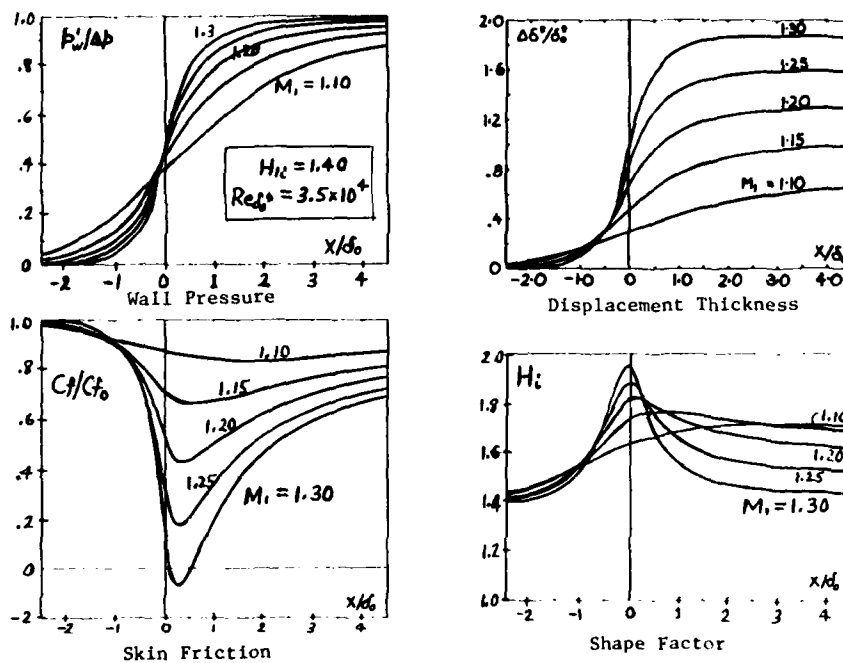 1.0
.8
.6
.4
.2
0
p'w/Δp
1.3
1.20
M₁ = 1.10
H₁ᵢ = 1.40
Re_δ₀* = 3.5×10⁴
X/δ₀
-2 -1 0 1 2 3 4
Wall Pressure
2.0
1.6
1.2
.8
.4
0
Δδ*/δ₀*
1.30
1.25
1.20
1.15
M₁ = 1.10
X/δ
-2.0 -1.0 0 1.0 2.0 3.0 4.0
Displacement Thickness
1.0
.8
.6
.4
.2
0
-.2
Cf/Cf₀
1.10
1.15
1.20
1.25
M₁ = 1.30
X/δ₀
-2 -1 0 1 2 3 4
Skin Friction
2.0
1.8
1.6
1.4
1.2
1.0
Hᵢ
1.10
1.20
1.25
M₁ = 1.30
X/δ₀
-2 -1 0 1 2 3 4
Shape Factor